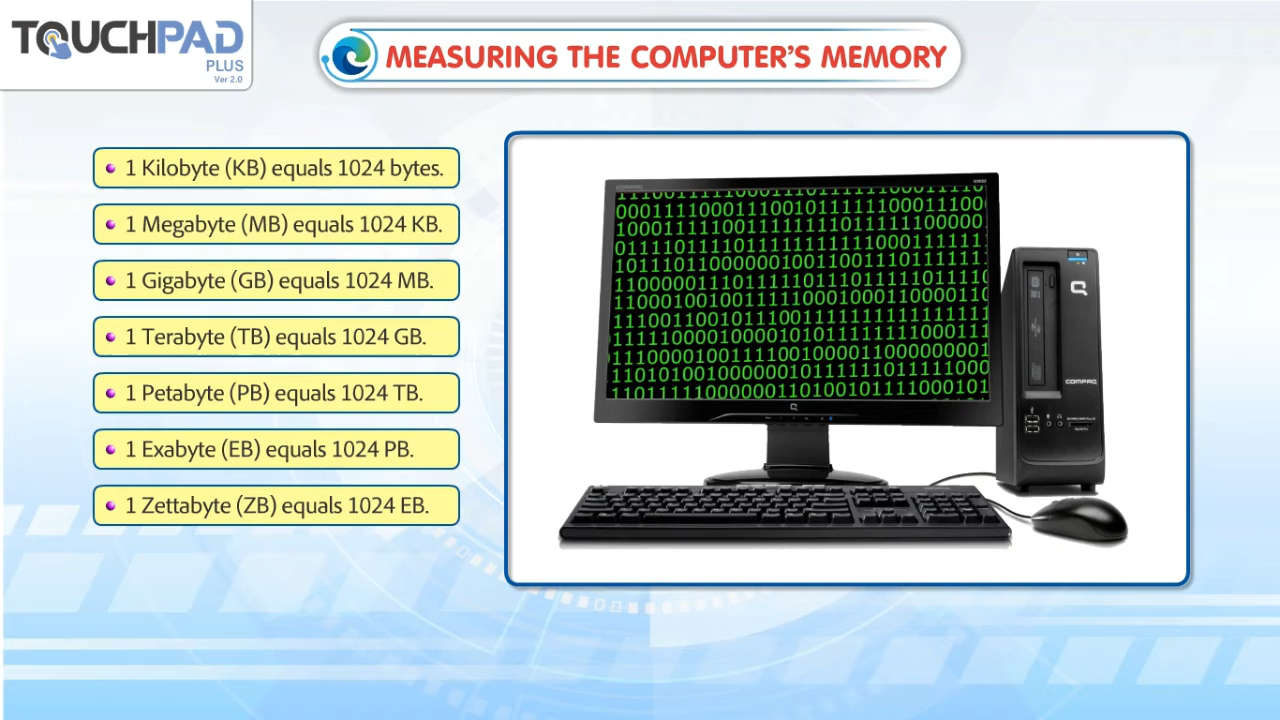 TOUCHPAD
PLUS
Ver 2.0
MEASURING THE COMPUTER'S MEMORY
• 1 Kilobyte (KB) equals 1024 bytes.
• 1 Megabyte (MB) equals 1024 KB.
• 1 Gigabyte (GB) equals 1024 MB.
• 1 Terabyte (TB) equals 1024 GB.
• 1 Petabyte (PB) equals 1024 TB.
• 1 Exabyte (EB) equals 1024 PB.
• 1 Zettabyte (ZB) equals 1024 EB.
COMPAQ
COMPAQ